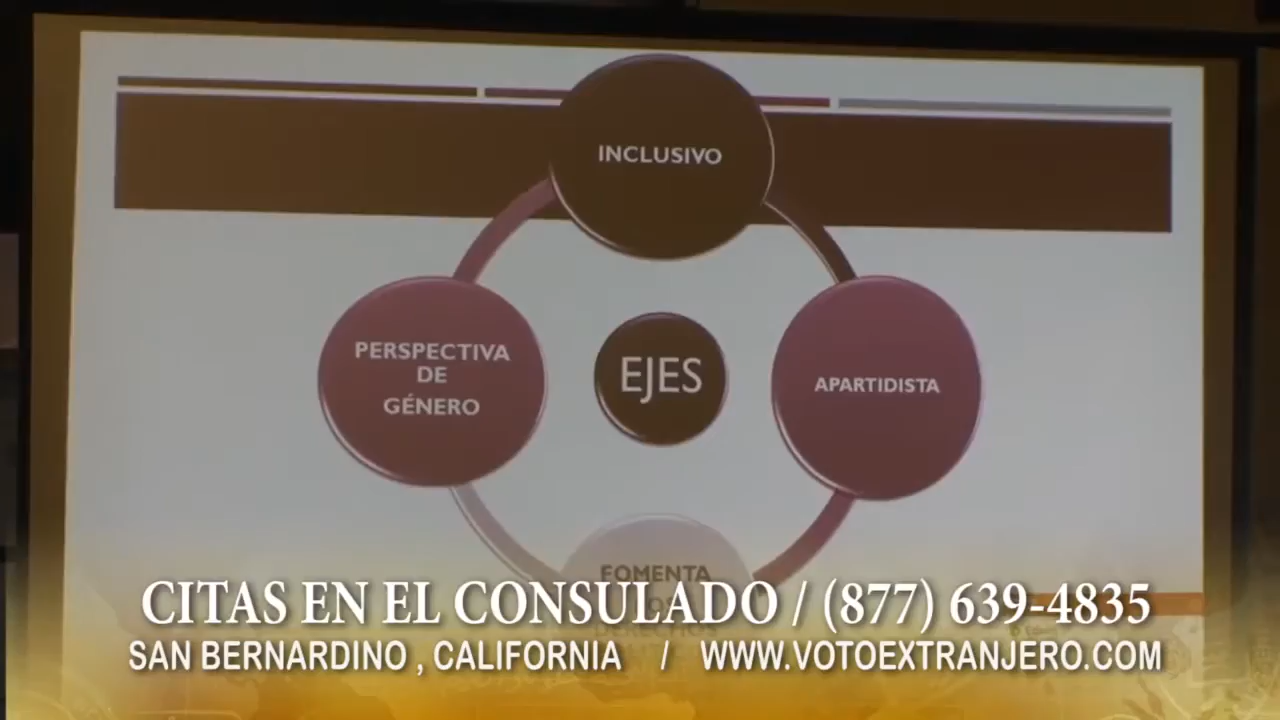 INCLUSIVO
PERSPECTIVA
DE
GÉNERO
EJES
APARTIDISTA
FOMENTA
CITAS EN EL CONSULADO / (877) 639-4835
SAN BERNARDINO , CALIFORNIA / WWW.VOTOEXTRANJERO.COM